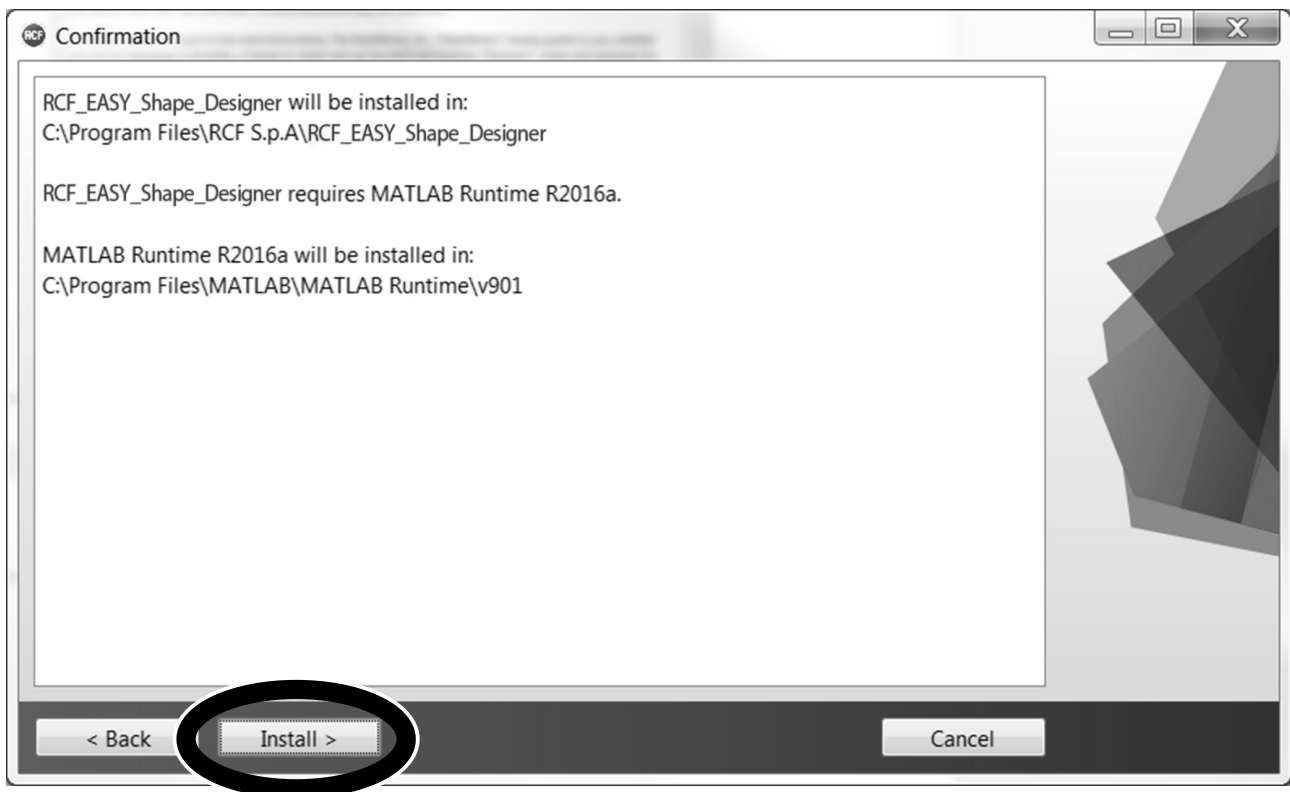 RCF Confirmation
RCF_EASY_Shape_Designer will be installed in:
C:\Program Files\RCF S.p.A\RCF_EASY_Shape_Designer
RCF_EASY_Shape_Designer requires MATLAB Runtime R2016a.
MATLAB Runtime R2016a will be installed in:
C:\Program Files\MATLAB\MATLAB Runtime\v901
< Back Install > Cancel